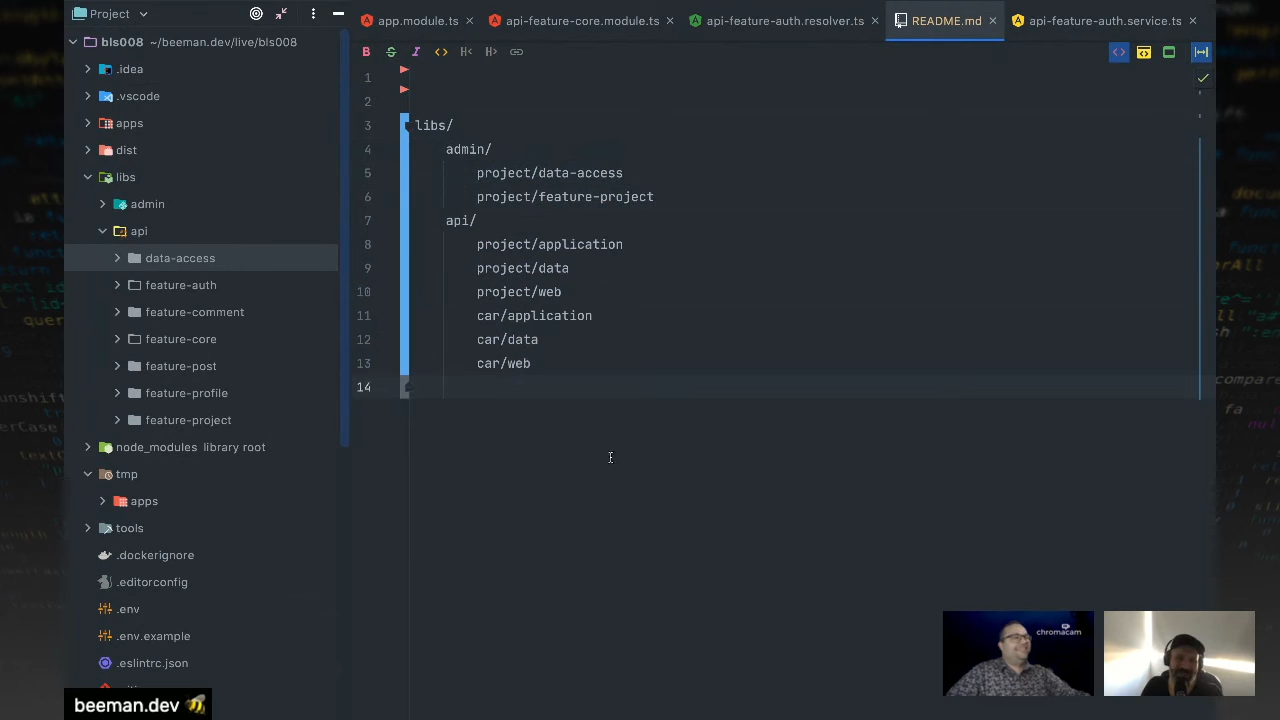 Project
app.module.ts
api-feature-core.module.ts
api-feature-auth.resolver.ts
README.md
api-feature-auth.service.ts
bls008 ~/beeman.dev/live/bls008
.idea
.vscode
apps
dist
libs
admin
api
data-access
feature-auth
feature-comment
feature-core
feature-post
feature-profile
feature-project
node_modules library root
tmp
apps
tools
.dockerignore
.editorconfig
.env
.env.example
.eslintrc.json
B S I <> H< H>
1
2
3 libs/
4 admin/
5 project/data-access
6 project/feature-project
7 api/
8 project/application
9 project/data
10 project/web
11 car/application
12 car/data
13 car/web
14
chromacam
beeman.dev